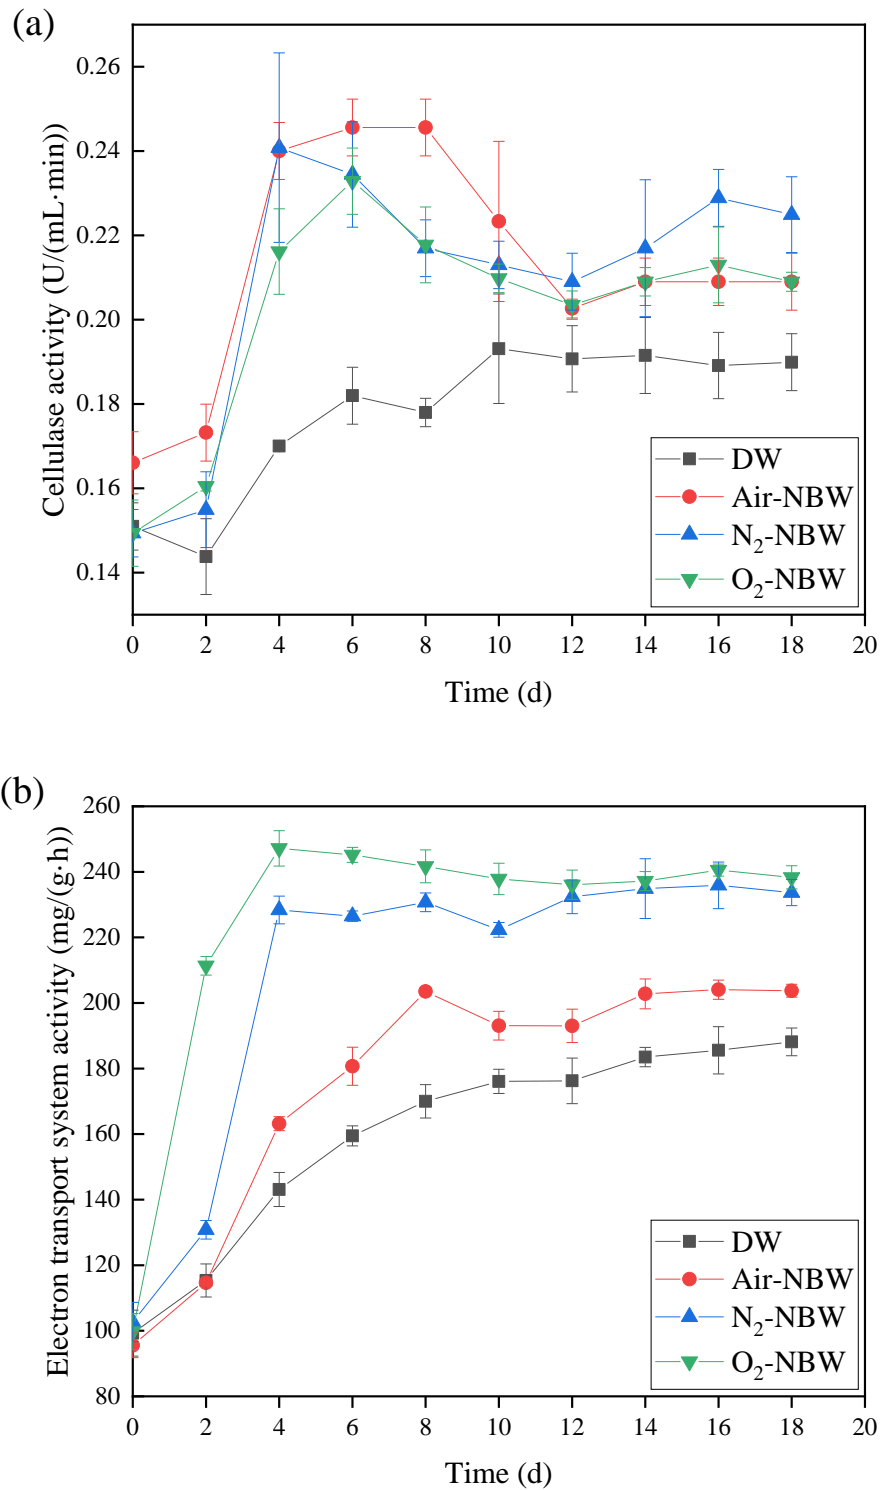 (a)
Cellulase activity (U/(mL·min))
0.26
0.24
0.22
0.20
0.18
0.16
0.14
DW
Air-NBW
N₂-NBW
O₂-NBW
0 2 4 6 8 10 12 14 16 18 20
Time (d)
(b)
Electron transport system activity (mg/(g·h))
260
240
220
200
180
160
140
120
100
80
DW
Air-NBW
N₂-NBW
O₂-NBW
0 2 4 6 8 10 12 14 16 18 20
Time (d)